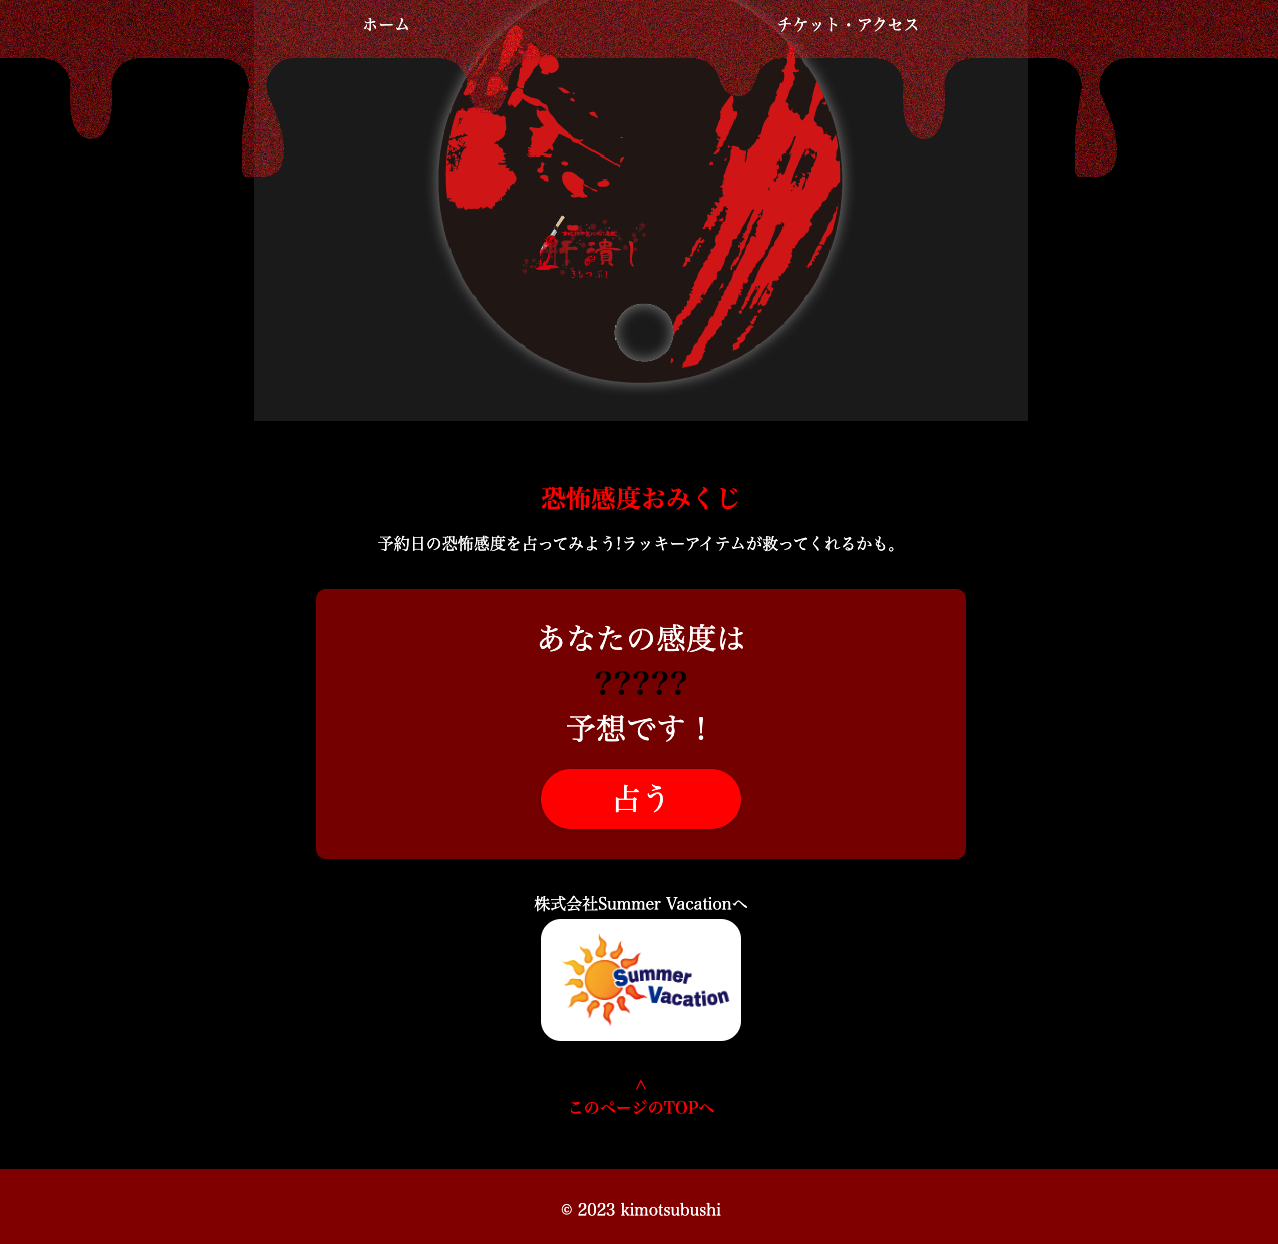 ホーム
チケット・アクセス
肝潰し
きもつぶし
恐怖感度おみくじ
予約日の恐怖感度を占ってみよう!ラッキーアイテムが救ってくれるかも。
あなたの感度は
?????
予想です！
占う
株式会社Summer Vacationへ
Summer
Vacation
^
このページのTOPへ
© 2023 kimotsubushi